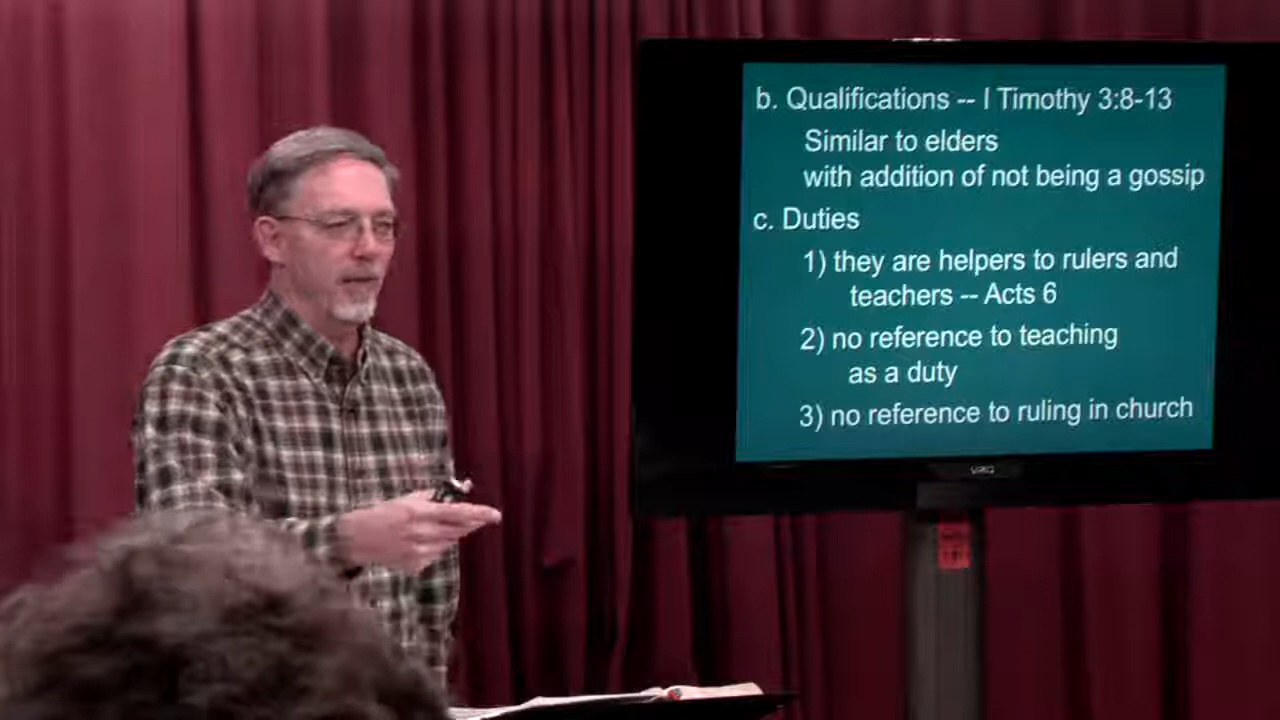 b. Qualifications -- I Timothy 3:8-13
Similar to elders
with addition of not being a gossip
c. Duties
1) they are helpers to rulers and
teachers -- Acts 6
2) no reference to teaching
as a duty
3) no reference to ruling in church